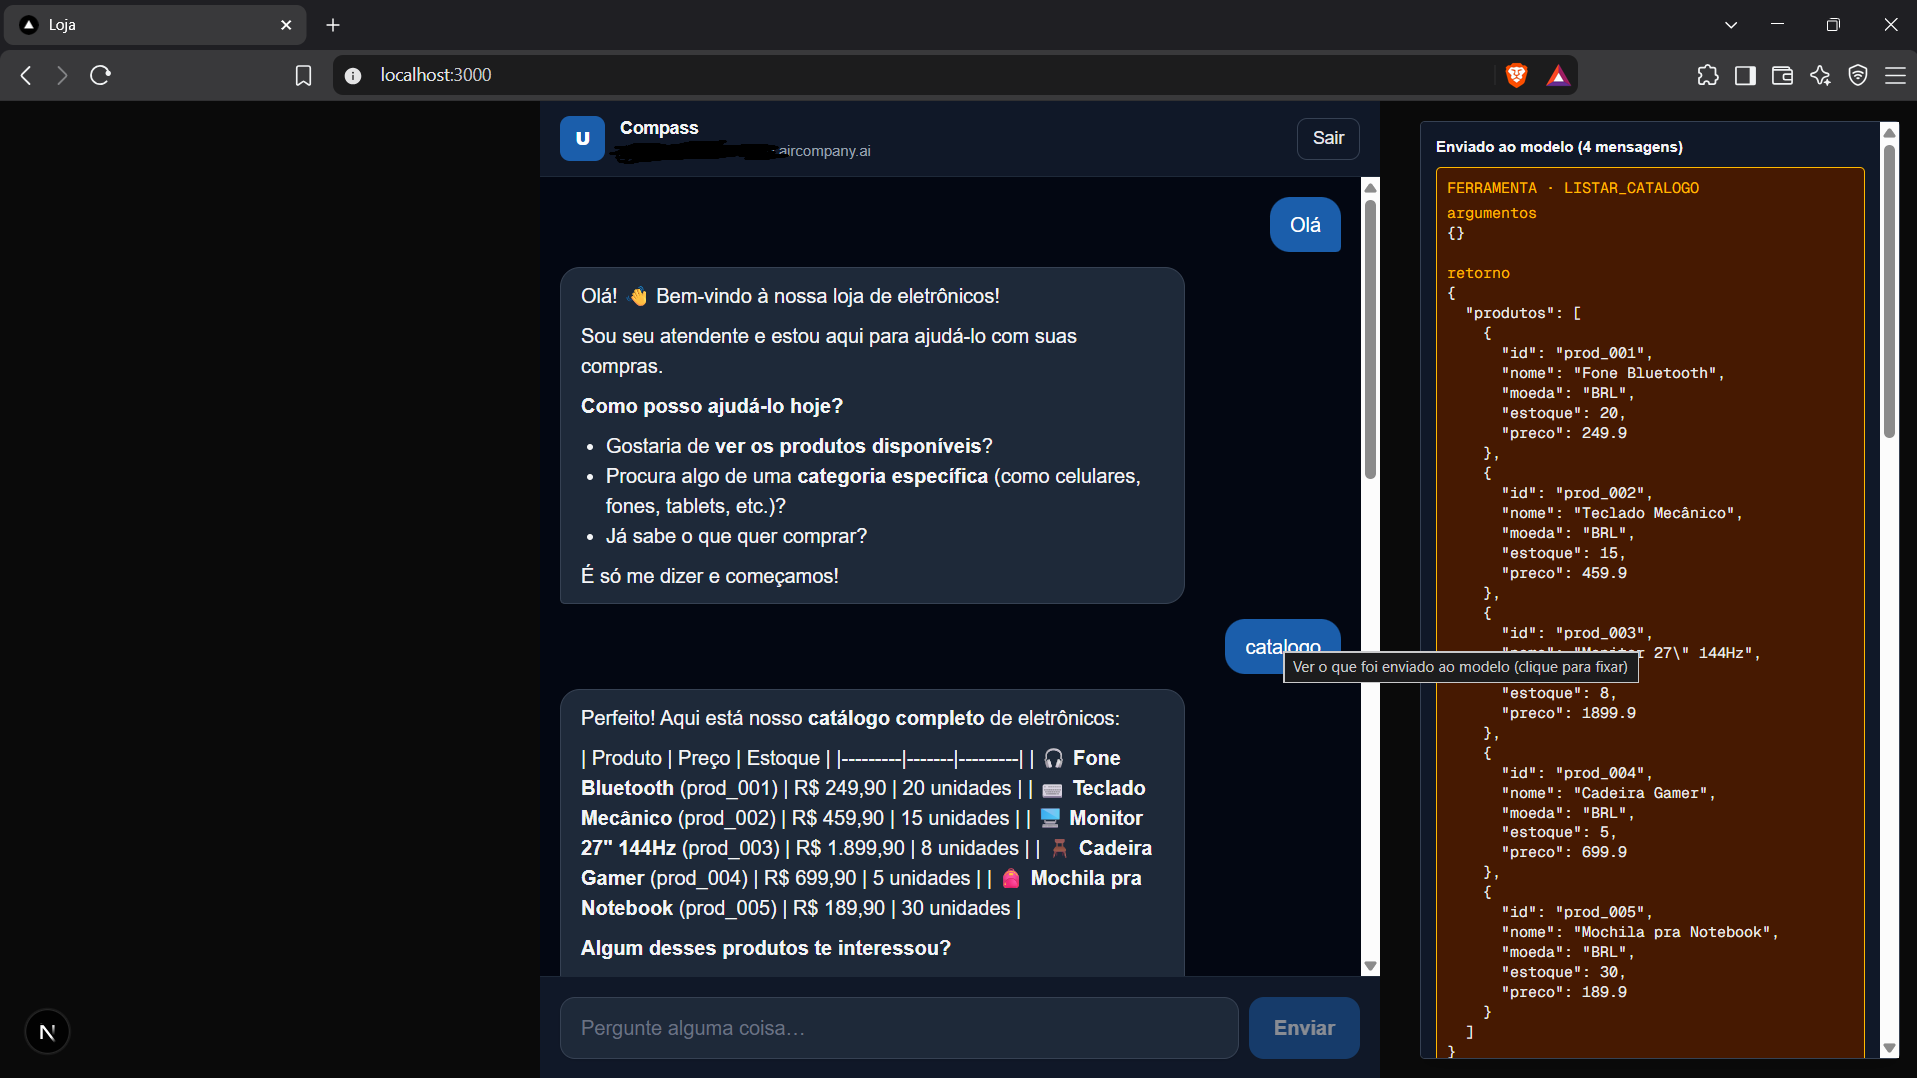 Loja
localhost:3000
U
Compass
aircompany.ai
Sair
Olá
Olá! 👋 Bem-vindo à nossa loja de eletrônicos!
Sou seu atendente e estou aqui para ajudá-lo com suas
compras.
Como posso ajudá-lo hoje?
• Gostaria de ver os produtos disponíveis?
• Procura algo de uma categoria específica (como celulares,
fones, tablets, etc.)?
• Já sabe o que quer comprar?
É só me dizer e começamos!
catalogo
Ver o que foi enviado ao modelo (clique para fixar)
Perfeito! Aqui está nosso catálogo completo de eletrônicos:
| Produto | Preço | Estoque | |---------|-------|---------| | 🎧 Fone
Bluetooth (prod_001) | R$ 249,90 | 20 unidades | | ⌨️ Teclado
Mecânico (prod_002) | R$ 459,90 | 15 unidades | | 🖥️ Monitor
27" 144Hz (prod_003) | R$ 1.899,90 | 8 unidades | | 🪑 Cadeira
Gamer (prod_004) | R$ 699,90 | 5 unidades | | 🎒 Mochila pra
Notebook (prod_005) | R$ 189,90 | 30 unidades |
Algum desses produtos te interessou?
Pergunte alguma coisa...
Enviar
N
Enviado ao modelo (4 mensagens)
FERRAMENTA · LISTAR_CATALOGO
argumentos
{}
retorno
{
"produtos": [
{
"id": "prod_001",
"nome": "Fone Bluetooth",
"moeda": "BRL",
"estoque": 20,
"preco": 249.9
},
{
"id": "prod_002",
"nome": "Teclado Mecânico",
"moeda": "BRL",
"estoque": 15,
"preco": 459.9
},
{
"id": "prod_003",
27\" 144Hz",
"estoque": 8,
"preco": 1899.9
},
{
"id": "prod_004",
"nome": "Cadeira Gamer",
"moeda": "BRL",
"estoque": 5,
"preco": 699.9
},
{
"id": "prod_005",
"nome": "Mochila pra Notebook",
"moeda": "BRL",
"estoque": 30,
"preco": 189.9
}
]
}